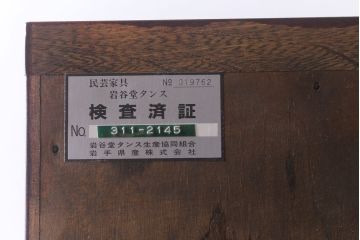 民芸家具 № 019762
岩谷堂タンス
検査済証
No. 311-2145
岩谷堂タンス生産協同組合
岩手県産株式会社